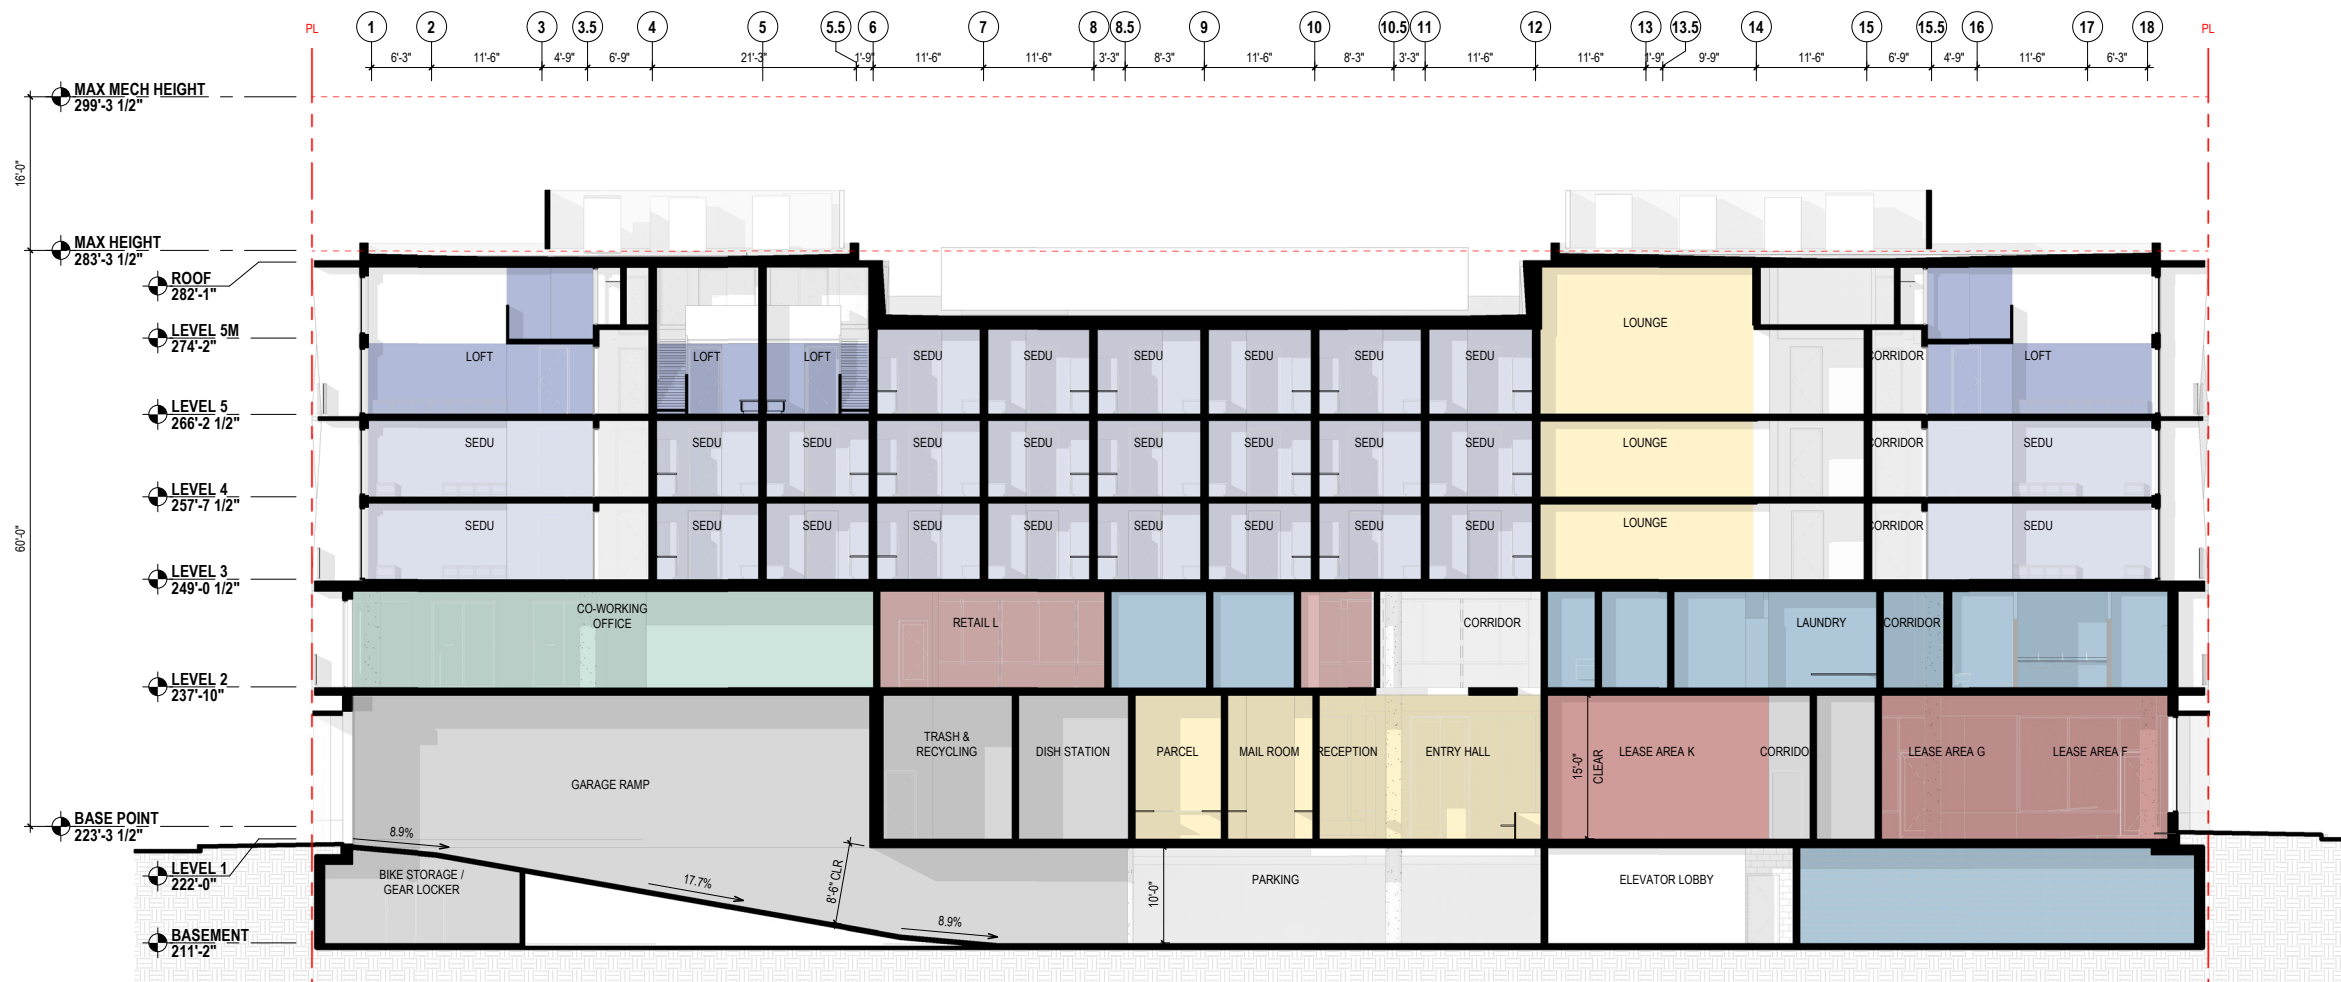 PL 1 2 3 3.5 4 5 5.5 6 7 8 8.5 9 10 10.5 11 12 13 13.5 14 15 15.5 16 17 18 PL
6'-3" 11'-6" 4'-9" 6'-9" 21'-3" 1'-9" 11'-6" 11'-6" 3'-3" 8'-3" 11'-6" 8'-3" 3'-3" 11'-6" 11'-6" 1'-9" 9'-9" 11'-6" 6'-9" 4'-9" 11'-6" 6'-3"
MAX MECH HEIGHT
299'-3 1/2"
16'-0"
MAX HEIGHT
283'-3 1/2"
ROOF
282'-1"
LEVEL 5M
274'-2"
LOUNGE
LOFT LOFT LOFT SEDU SEDU SEDU SEDU SEDU SEDU CORRIDOR LOFT
LEVEL 5
266'-2 1/2"
SEDU SEDU SEDU SEDU SEDU SEDU SEDU SEDU SEDU LOUNGE CORRIDOR SEDU
LEVEL 4
257'-7 1/2"
60'-0"
SEDU SEDU SEDU SEDU SEDU SEDU SEDU SEDU SEDU LOUNGE CORRIDOR SEDU
LEVEL 3
249'-0 1/2"
CO-WORKING
OFFICE
RETAIL L CORRIDOR LAUNDRY CORRIDOR
LEVEL 2
237'-10"
TRASH &
RECYCLING
DISH STATION PARCEL MAIL ROOM RECEPTION ENTRY HALL 15'-0" CLEAR LEASE AREA K CORRIDO LEASE AREA G LEASE AREA F
GARAGE RAMP
BASE POINT
223'-3 1/2"
8.9%
LEVEL 1
222'-0"
BIKE STORAGE /
GEAR LOCKER
17.7% 8'-6" CLR 10'-0" PARKING ELEVATOR LOBBY
8.9%
BASEMENT
211'-2"